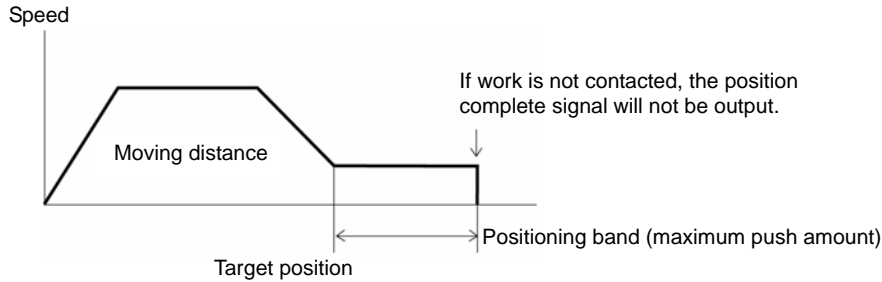 Speed
If work is not contacted, the position
complete signal will not be output.
Moving distance
Positioning band (maximum push amount)
Target position